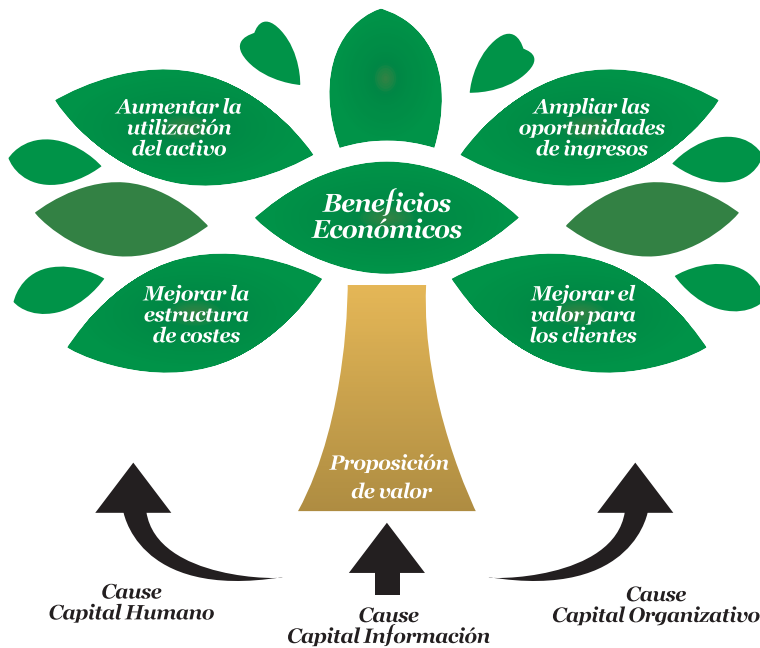 Aumentar la
utilización
del activo
Ampliar las
oportunidades
de ingresos
Beneficios
Económicos
Mejorar la
estructura
de costes
Mejorar el
valor para
los clientes
Proposición
de valor
Cause
Capital Humano
Cause
Capital Información
Cause
Capital Organizativo